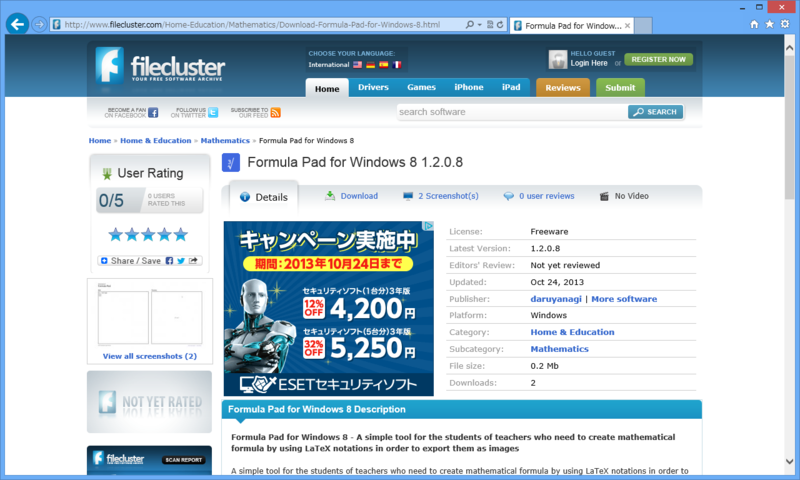 http://www.filecluster.com/Home-Education/Mathematics/Download-Formula-Pad-for-Windows-8.html
Formula Pad for Window...
filecluster
YOUR FREE SOFTWARE ARCHIVE
CHOOSE YOUR LANGUAGE:
International
HELLO GUEST
Login Here or REGISTER NOW
Home Drivers Games iPhone iPad Reviews Submit
BECOME A FAN ON FACEBOOK
FOLLOW US ON TWITTER
SUBSCRIBE TO OUR FEED
search software SEARCH
Home » Home & Education » Mathematics » Formula Pad for Windows 8
User Rating
0/5 0 USERS RATED THIS
Share / Save
View all screenshots (2)
NOT YET RATED
filecluster SCAN REPORT
Formula Pad for Windows 8 1.2.0.8
Details Download 2 Screenshot(s) 0 user reviews No Video
キャンペーン実施中
期間:2013年10月24日まで
セキュリティソフト(1台分)3年版
12%OFF 4,200円
セキュリティソフト(5台分)3年版
32%OFF 5,250円
ESETセキュリティソフト
License: Freeware
Latest Version: 1.2.0.8
Editors' Review: Not yet reviewed
Updated: Oct 24, 2013
Publisher: daruyanagi | More software
Platform: Windows
Category: Home & Education
Subcategory: Mathematics
File size: 0.2 Mb
Downloads: 2
Formula Pad for Windows 8 Description
Formula Pad for Windows 8 - A simple tool for the students of teachers who need to create mathematical
formula by using LaTeX notations in order to export them as images
A simple tool for the students of teachers who need to create mathematical formula by using LaTeX notations in order to